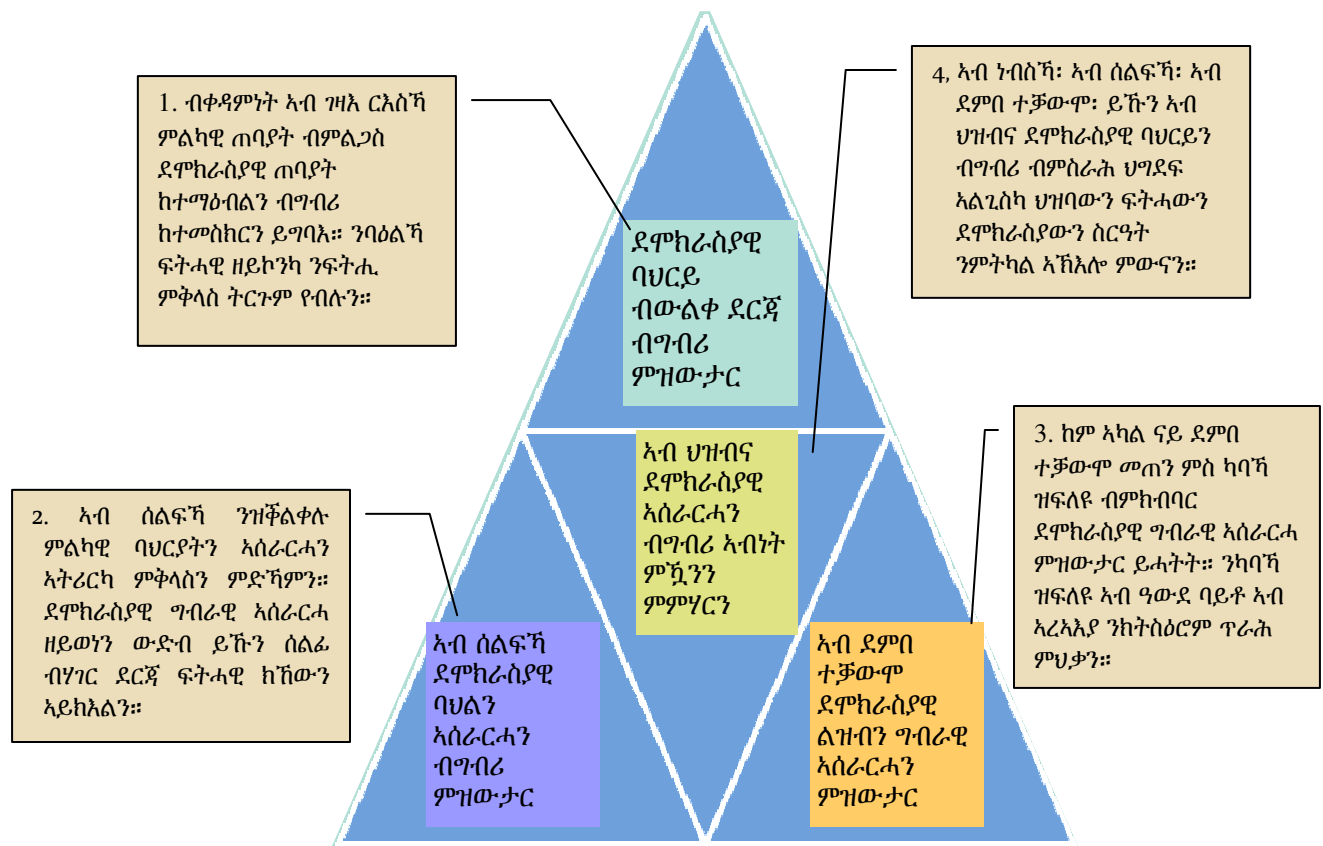 1. ብቀዳምነት ኣብ ገዛእ ርእስኻ
ምልካዊ ጠባያት ብምልጋስ
ደሞክራስያዊ ጠባያት
ከተማዕብልን ብግብሪ
ከተመስክርን ይግባእ። ንባዕልኻ
ፍትሓዊ ዘይኮንካ ንፍትሒ
ምቅላስ ትርጉም የብሉን።
4, ኣብ ነብስኻ፡ ኣብ ሰልፍኻ፡ ኣብ
ደምበ ተቓውሞ፡ ይኹን ኣብ
ህዝብና ደሞክራስያዊ ባህርይን
ብግብሪ ብምስራሕ ህግደፍ
ኣልጊስካ ህዝባውን ፍትሓውን
ደሞክራስያውን ስርዓት
ንምትካል ኣኽእሎ ምውናን።
ደሞክራስያዊ
ባህርይ
ብውልቀ ደርጃ
ብግብሪ
ምዝውታር
ኣብ ህዝብና
ደሞክራስያዊ
ኣሰራርሓን
ብግብሪ ኣብነት
ምዃንን
ምምሃርን
3. ከም ኣካል ናይ ደምበ
ተቓውሞ መጠን ምስ ካባኻ
ዝፍለዩ ብምክብባር
ደሞክራስያዊ ግብራዊ ኣሰራርሓ
ምዝውታር ይሓትት። ንካባኻ
ዝፍለዩ ኣብ ዓውደ ባይቶ ኣብ
ኣረኣእያ ንክትስዕሮም ጥራሕ
ምህቃን።
2. ኣብ ሰልፍኻ ንዝቕልቀሉ
ምልካዊ ባህርያትን ኣሰራርሓን
ኣትሪርካ ምቅላስን ምድኻምን።
ደሞክራስያዊ ግብራዊ ኣሰራርሓ
ዘይወነን ውድብ ይኹን ሰልፊ
ብሃገር ደርጃ ፍትሓዊ ክኸውን
ኣይክእልን።
ኣብ ሰልፍኻ
ደሞክራስያዊ
ባህልን
ኣሰራርሓን
ብግብሪ
ምዝውታር
ኣብ ደምበ
ተቓውሞ
ደሞክራስያዊ
ልዝብን ግብራዊ
ኣሰራርሓን
ምዝውታር